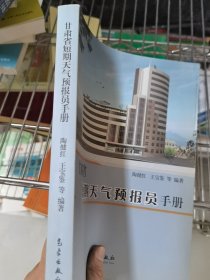 甘肃省短期天气预报员手册
陶健红 王宝鉴 等 编著
气象出版社
陶健红 王宝鉴 等 编著
期天气预报员手册